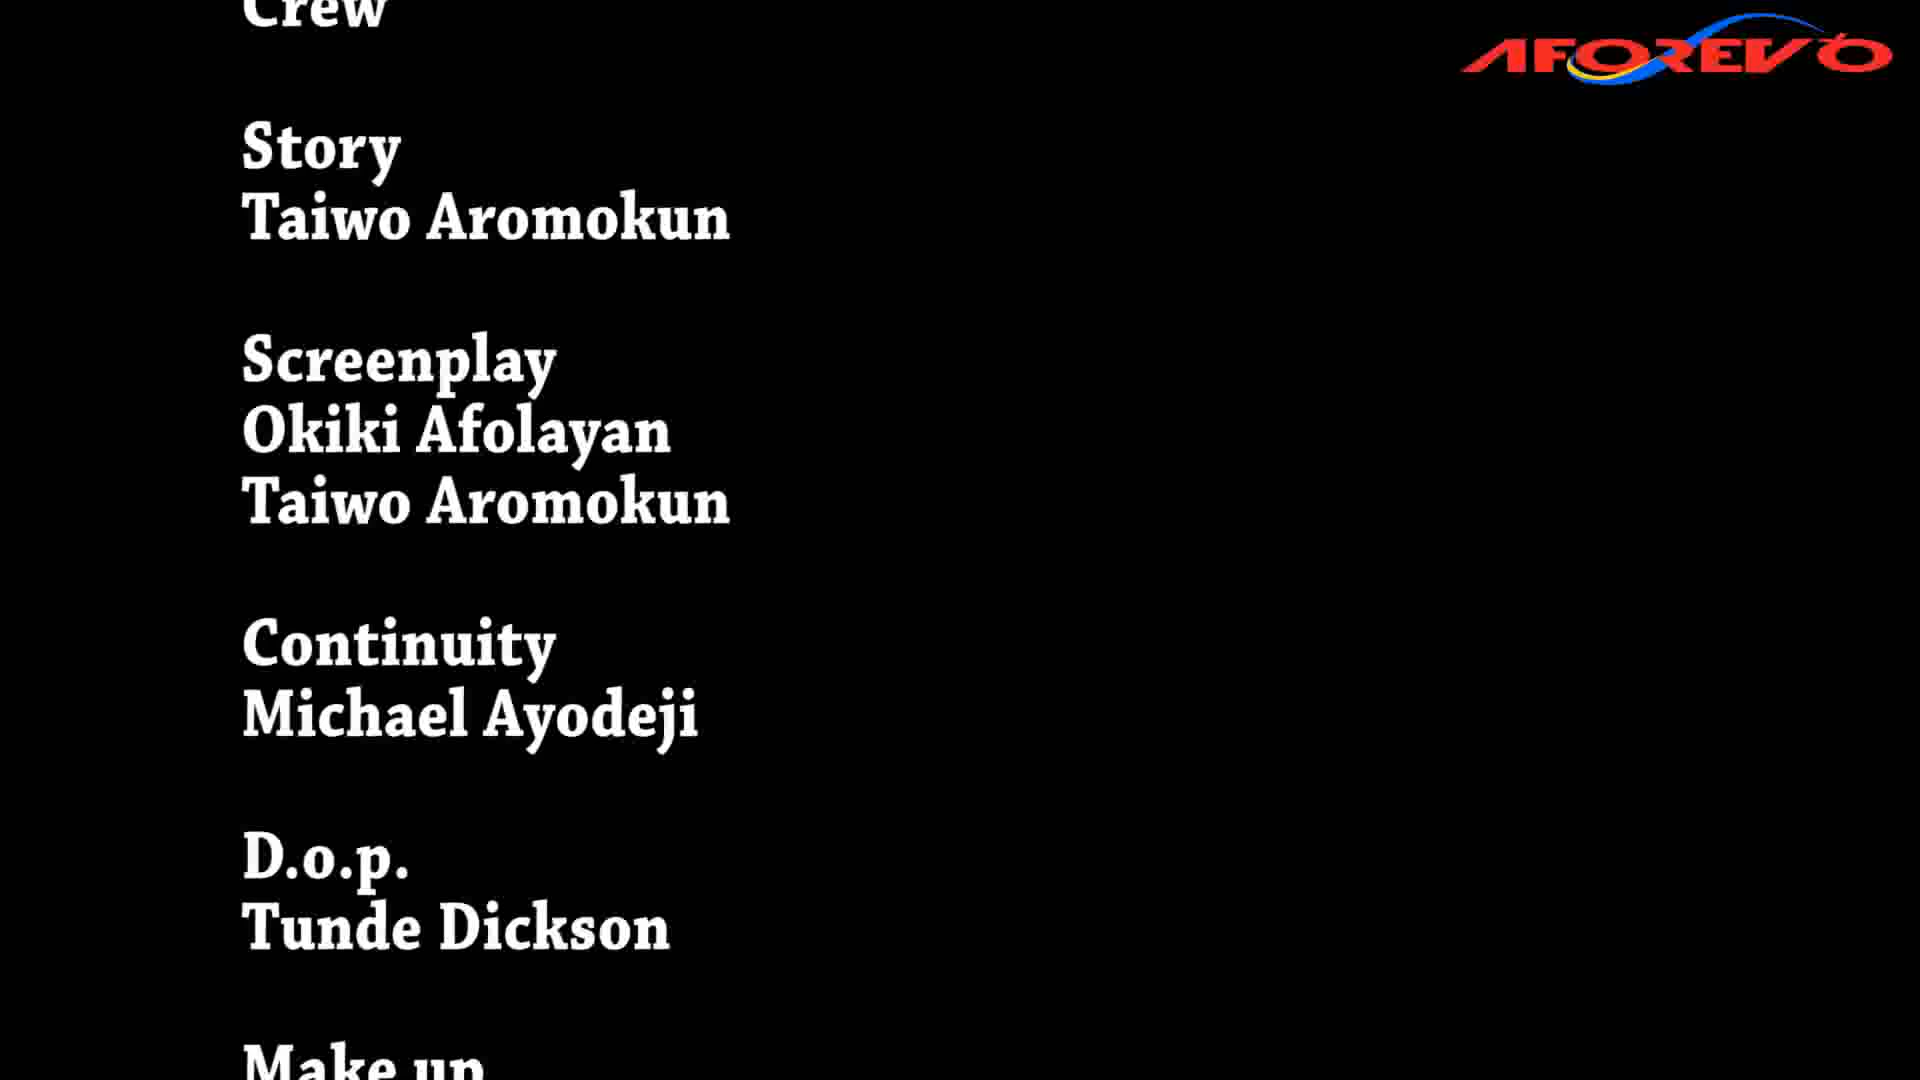 Crew
AFOREVO
Story
Taiwo Aromokun
Screenplay
Okiki Afolayan
Taiwo Aromokun
Continuity
Michael Ayodeji
D.o.p.
Tunde Dickson
Make up